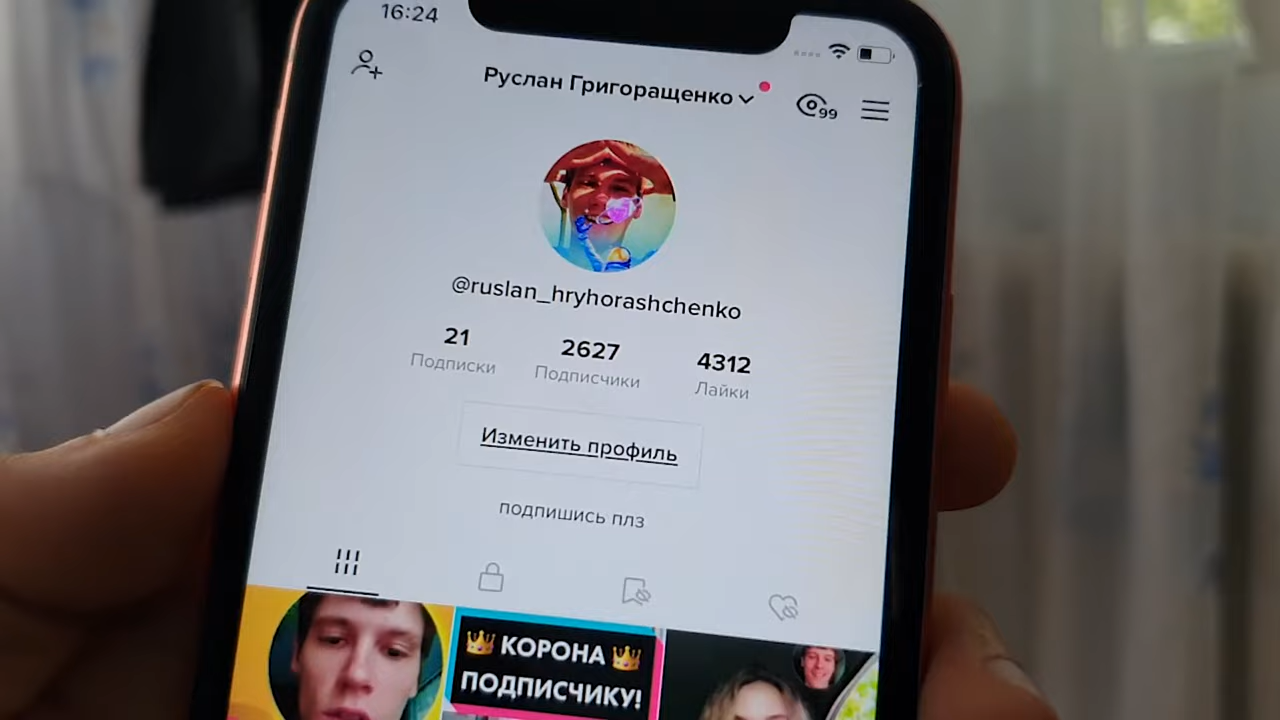 16:24
Руслан Григоращенко
99
@ruslan_hryhorashchenko
21 2627 4312
Подписки Подписчики Лайки
Изменить профиль
подпишись плз
КОРОНА
ПОДПИСЧИКУ!